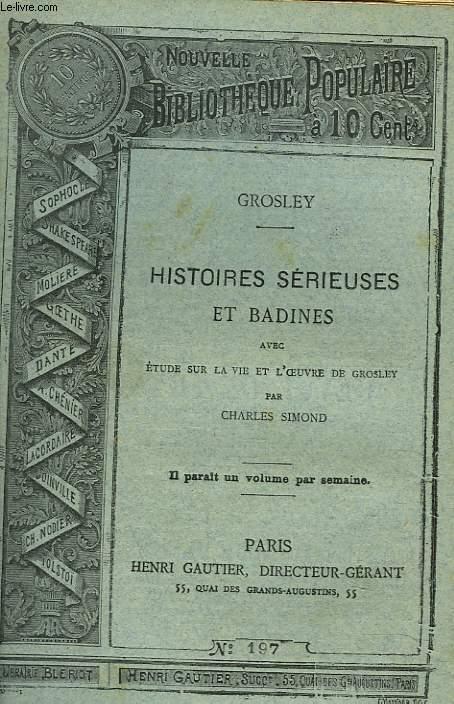 Le-livre.com
10
NOUVELLE
BIBLIOTHEQUE POPULAIRE
à 10 Cent.
SOPHOCLE
SHAKESPEARE
MOLIERE
GŒTHE
DANTE
A. CHÉNIER
LACORDAIRE
JOINVILLE
CH. NODIER
TOLSTOÏ
GROSLEY
HISTOIRES SÉRIEUSES
ET BADINES
AVEC
ÉTUDE SUR LA VIE ET L'ŒUVRE DE GROSLEY
PAR
CHARLES SIMOND
Il paraît un volume par semaine.
PARIS
HENRI GAUTIER, DIRECTEUR-GÉRANT
55, QUAI DES GRANDS-AUGUSTINS, 55
No. 197
LIBRAIRIE BLERIOT
HENRI GAUTIER, SUCCr. 55, QUAI DES Gds AUGUSTINS, PARIS